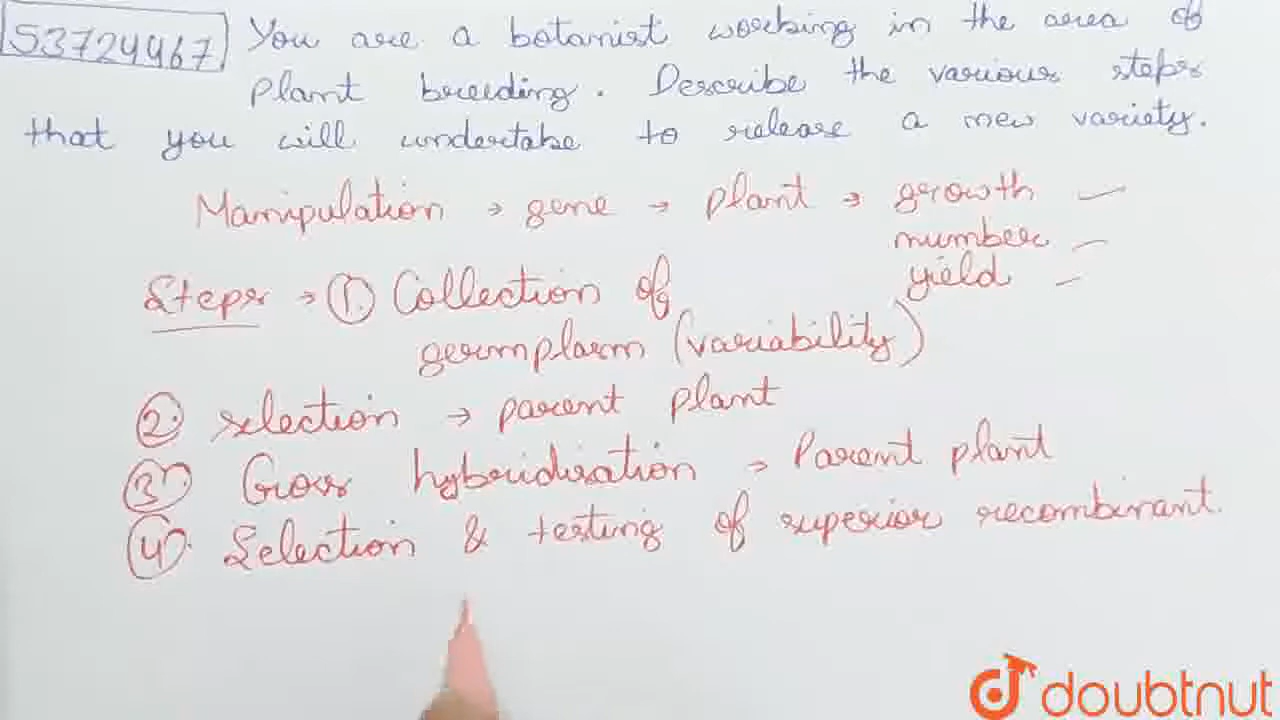 53724467 You are a botanist working in the area of
plant breeding. Describe the various steps
that you will undertake to release a new variety.
Manipulation → gene → plant → growth –
number –
yield –
Steps → 1. Collection of
germplasm (variability)
2. selection → parent plant
3. Cross hybridisation → Parent plant
4. Selection & testing of superior recombinant.
doubtnut